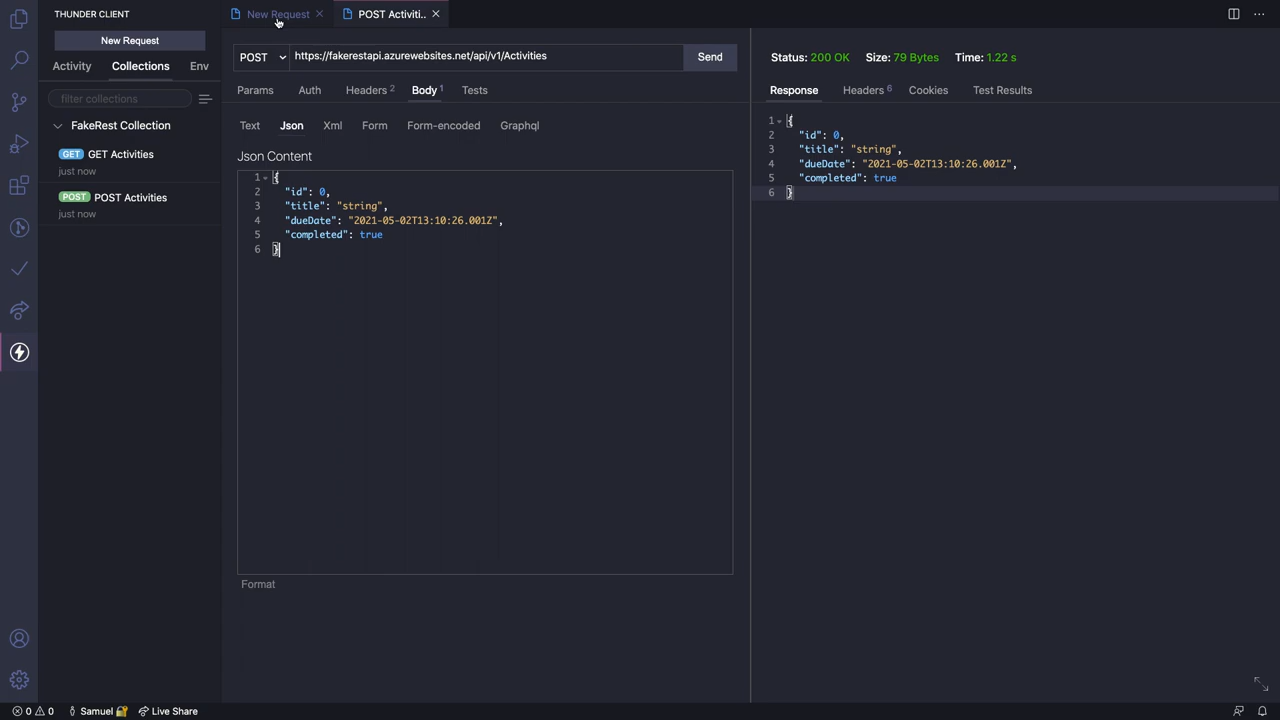 THUNDER CLIENT
New Request
Activity Collections Env
filter collections
FakeRest Collection
GET GET Activities
just now
POST POST Activities
just now
New Request
POST Activiti..
POST https://fakerestapi.azurewebsites.net/api/v1/Activities Send
Params Auth Headers 2 Body 1 Tests
Text Json Xml Form Form-encoded Graphql
Json Content
1 {
2 "id": 0,
3 "title": "string",
4 "dueDate": "2021-05-02T13:10:26.001Z",
5 "completed": true
6 }
Format
Status: 200 OK Size: 79 Bytes Time: 1.22 s
Response Headers 6 Cookies Test Results
1 {
2 "id": 0,
3 "title": "string",
4 "dueDate": "2021-05-02T13:10:26.001Z",
5 "completed": true
6 }
0 0 Samuel Live Share